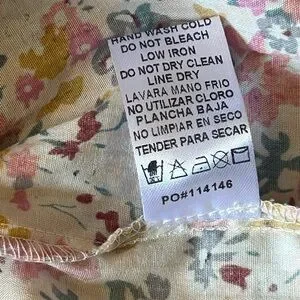 HAND WASH COLD
DO NOT BLEACH
LOW IRON
DO NOT DRY CLEAN
LINE DRY
LAVARA MANO FRIO
NO UTILIZAR CLORO
PLANCHA BAJA
NO LIMPIAR EN SECO
TENDER PARA SECAR
PO#114146